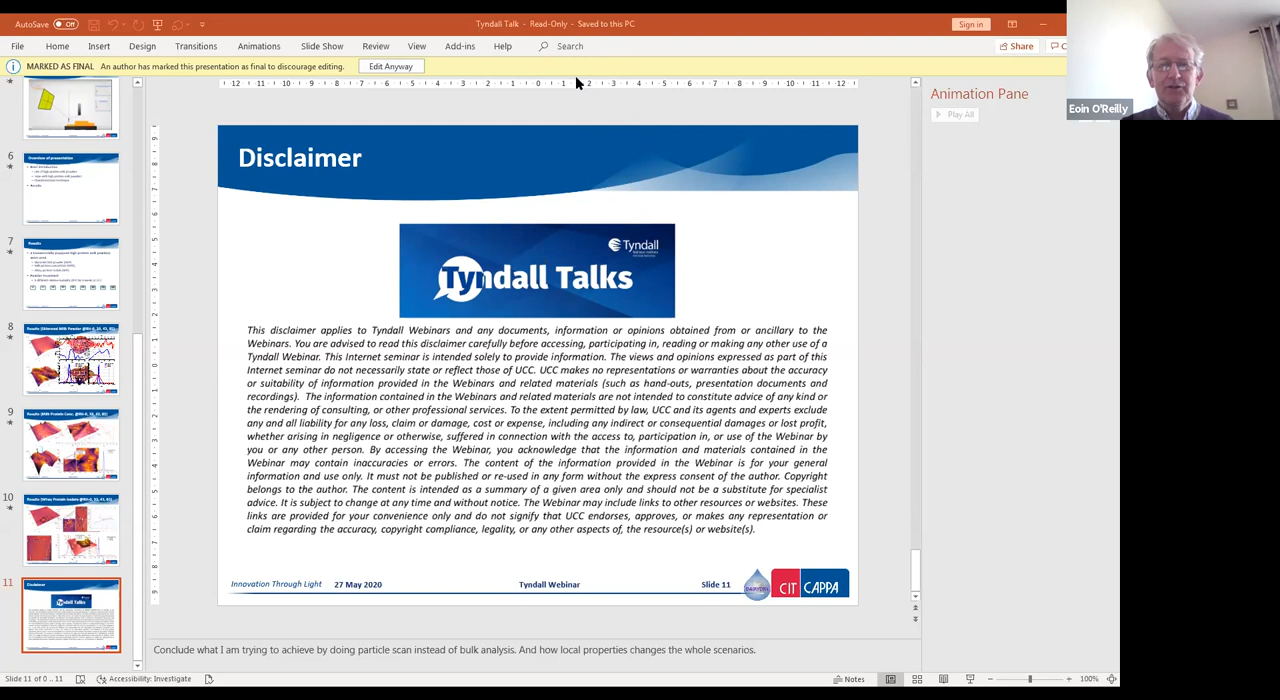 AutoSave Off
Tyndall Talk - Read-Only - Saved to this PC
Sign in
File Home Insert Design Transitions Animations Slide Show Review View Add-ins Help Search
Share
MARKED AS FINAL An author has marked this presentation as final to discourage editing. Edit Anyway
Animation Pane
Play All
Eoin O'Reilly
6
Overview of presentation
7
Results
8
9
10
11
Disclaimer
Disclaimer
Tyndall
Tyndall Talks
This disclaimer applies to Tyndall Webinars and any documents, information or opinions obtained from or ancillary to the
Webinars. You are advised to read this disclaimer carefully before accessing, participating in, reading or making any other use of a
Tyndall Webinar. This Internet seminar is intended solely to provide information. The views and opinions expressed as part of this
Internet seminar do not necessarily state or reflect those of UCC. UCC makes no representations or warranties about the accuracy
or suitability of information provided in the Webinars and related materials (such as hand-outs, presentation documents and
recordings). The information contained in the Webinars and related materials are not intended to constitute advice of any kind or
the rendering of consulting, or other professional services. To the extent permitted by law, UCC and its agents and experts exclude
any and all liability for any loss, claim or damage, cost or expense, including any indirect or consequential damages or lost profit,
whether arising in negligence or otherwise, suffered in connection with the access to, participation in, or use of the Webinar by
you or any other person. By accessing the Webinar, you acknowledge that the information and materials contained in the
Webinar may contain inaccuracies or errors. The content of the information provided in the Webinar is for your general
information and use only. It must not be published or re-used in any form without the express consent of the author. Copyright
belongs to the author. The content is intended as a summary of a given area only and should not be a substitute for specialist
advice. It is subject to change at any time and without notice. The Webinar may include links to other resources or websites. These
links are provided for your convenience only and do not signify that UCC endorses, approves, or makes any representation or
claim regarding the accuracy, copyright compliance, legality, or any other aspects of, the resource(s) or website(s).
Innovation Through Light 27 May 2020 Tyndall Webinar Slide 11
CIT CAPPA
Conclude what I am trying to achieve by doing particle scan instead of bulk analysis. And how local properties changes the whole scenarios.
Slide 11 of 0 .. 11 Accessibility: Investigate Notes 100%